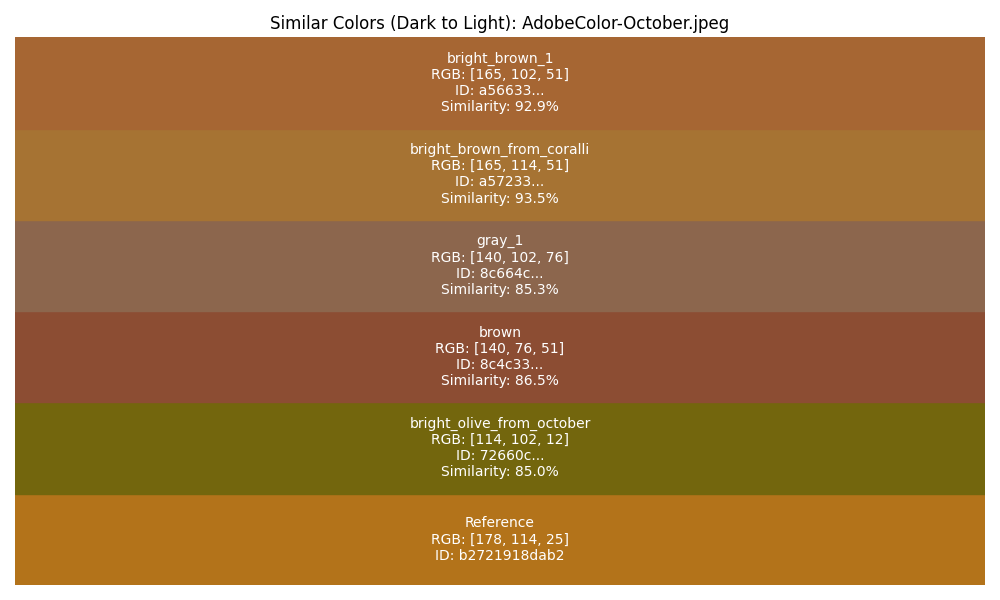 Similar Colors (Dark to Light): AdobeColor-October.jpeg
bright_brown_1
RGB: [165, 102, 51]
ID: a56633...
Similarity: 92.9%
bright_brown_from_coralli
RGB: [165, 114, 51]
ID: a57233...
Similarity: 93.5%
gray_1
RGB: [140, 102, 76]
ID: 8c664c...
Similarity: 85.3%
brown
RGB: [140, 76, 51]
ID: 8c4c33...
Similarity: 86.5%
bright_olive_from_october
RGB: [114, 102, 12]
ID: 72660c...
Similarity: 85.0%
Reference
RGB: [178, 114, 25]
ID: b2721918dab2